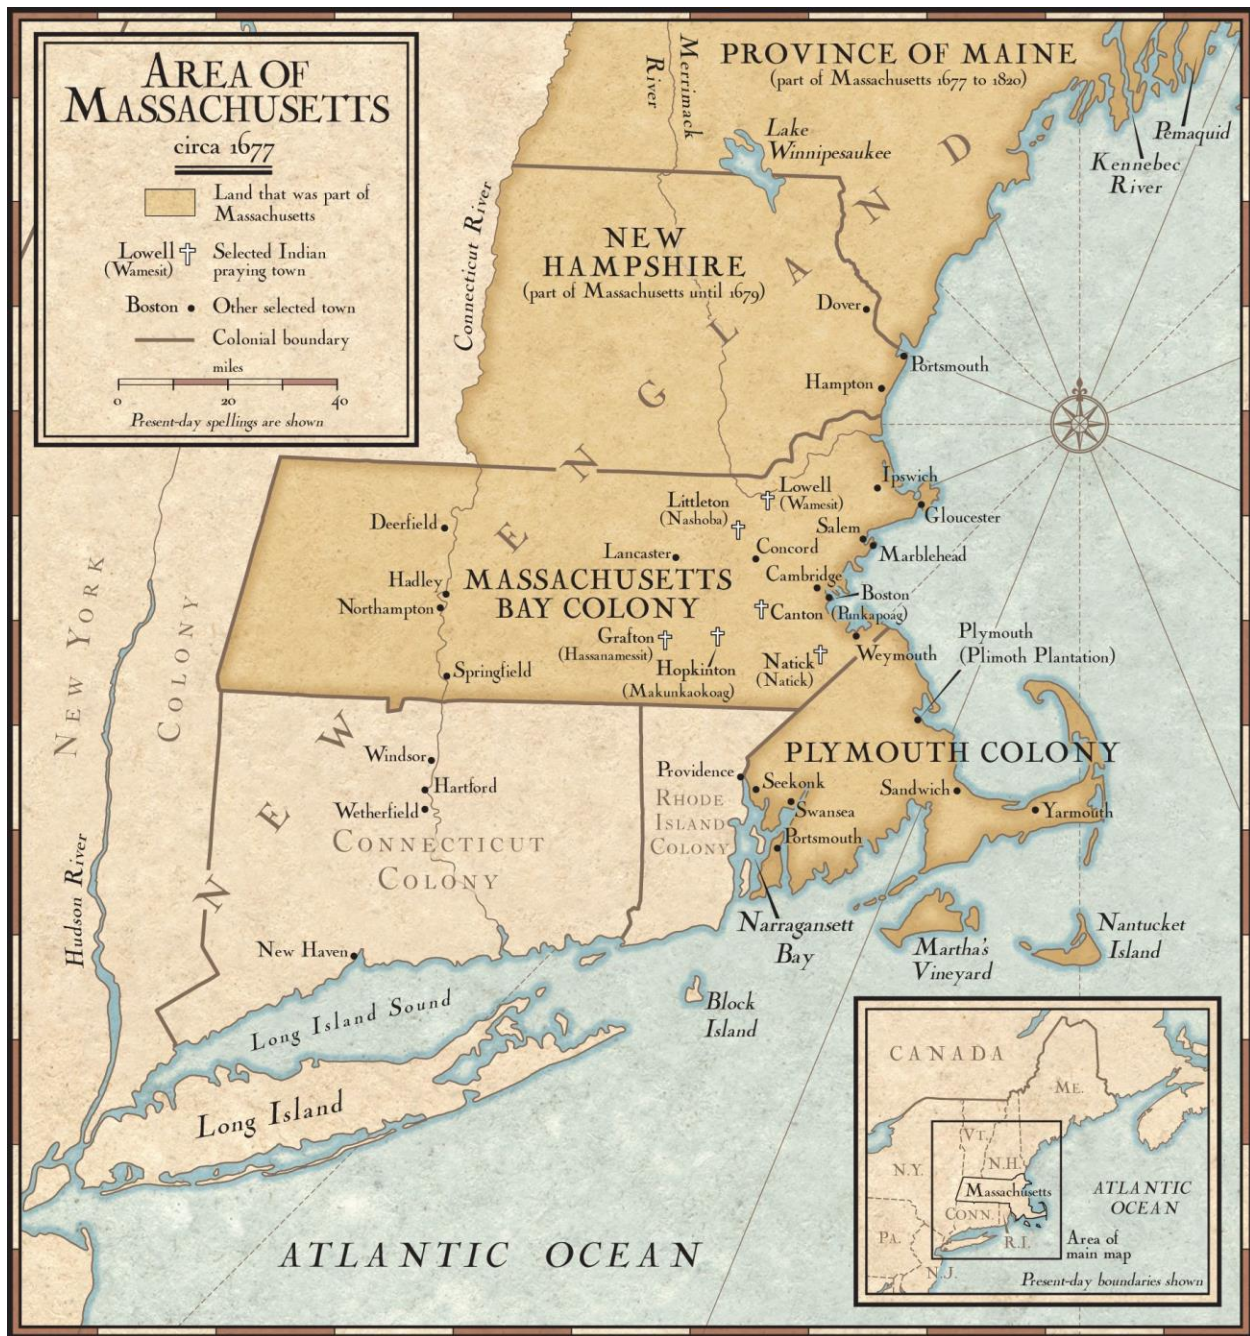 AREA OF
MASSACHUSETTS
circa 1677
Land that was part of
Massachusetts
Lowell
(Wamesit)
Selected Indian
praying town
Boston
Other selected town
Colonial boundary
miles
0 20 40
Present-day spellings are shown
PROVINCE OF MAINE
(part of Massachusetts 1677 to 1820)
Merrimack
River
Lake
Winnipesaukee
Pemaquid
Kennebec
River
Connecticut River
NEW
HAMPSHIRE
(part of Massachusetts until 1679)
Dover
Portsmouth
Hampton
NEW ENGLAND
Ipswich
Lowell
(Wamesit)
Littleton
(Nashoba)
Gloucester
Deerfield
Salem
Marblehead
Lancaster
Concord
Cambridge
Hadley
MASSACHUSETTS
BAY COLONY
Boston
Northampton
Canton (Punkapoag)
Grafton
(Hassanamessit)
Hopkinton
(Makunkaokoag)
Natick
(Natick)
Weymouth
Plymouth
(Plimoth Plantation)
Springfield
NEW YORK
COLONY
Windsor
Hartford
Wetherfield
CONNECTICUT
COLONY
Providence
RHODE
ISLAND
COLONY
PLYMOUTH COLONY
Seekonk
Swansea
Portsmouth
Sandwich
Yarmouth
Hudson River
New Haven
Narragansett
Bay
Martha's
Vineyard
Nantucket
Island
Long Island Sound
Block
Island
Long Island
ATLANTIC OCEAN
CANADA
ME.
VT.
N.H.
N.Y.
Massachusetts
ATLANTIC
OCEAN
CONN.
R.I.
PA.
N.J.
Area of
main map
Present-day boundaries shown